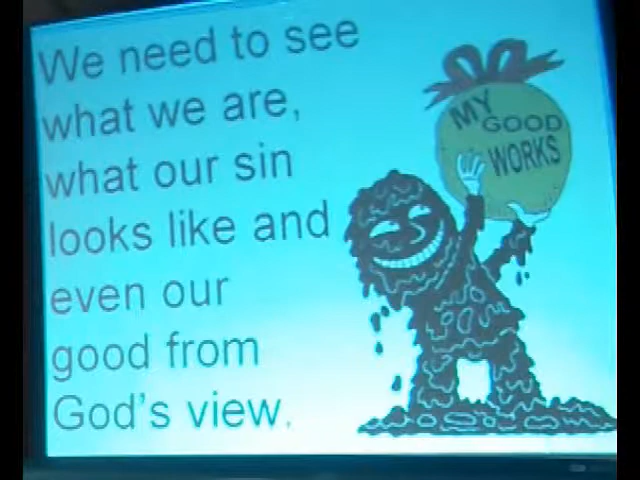 We need to see
what we are,
what our sin
looks like and
even our
good from
God's view.
MY
GOOD
WORKS